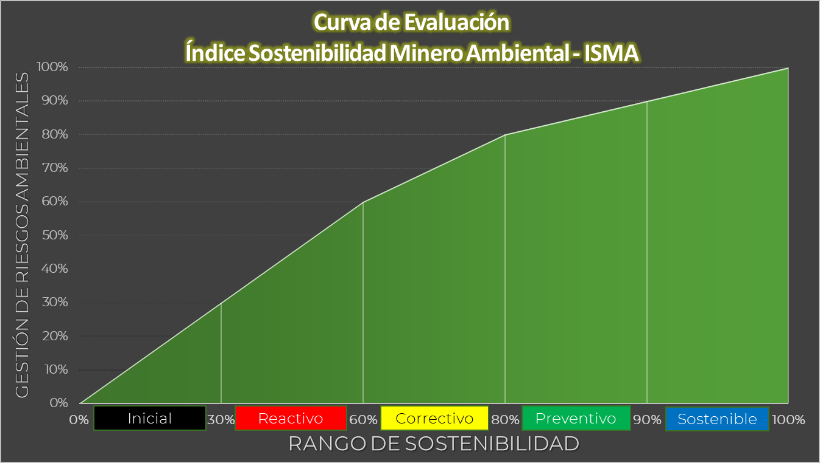 Curva de Evaluación
Índice Sostenibilidad Minero Ambiental - ISMA
GESTIÓN DE RIESGOS AMBIENTALES
100%
90%
80%
70%
60%
50%
40%
30%
20%
10%
0%
0% Inicial 30% Reactivo 60% Correctivo 80% Preventivo 90% Sostenible 100%
RANGO DE SOSTENIBILIDAD